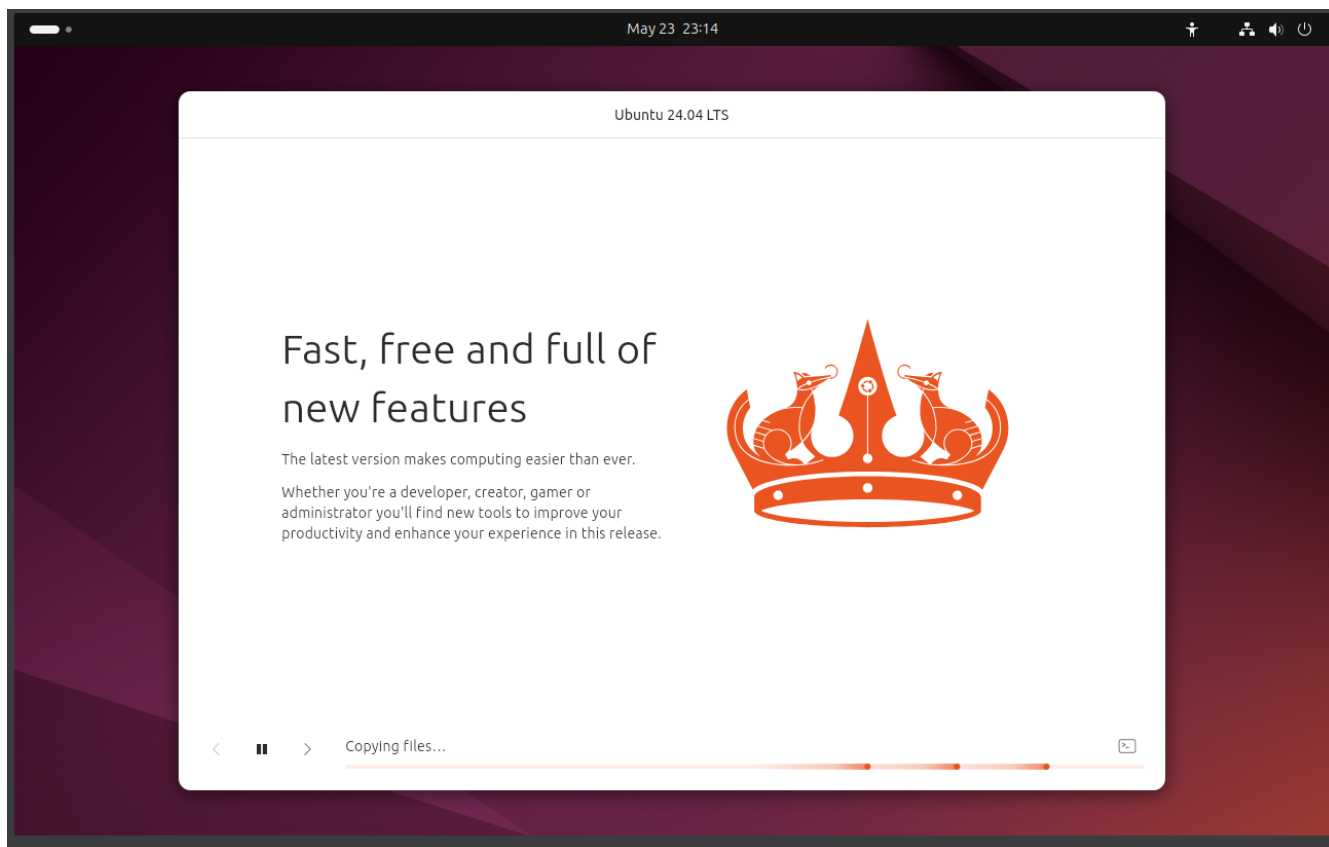 May 23 23:14
Ubuntu 24.04 LTS
Fast, free and full of
new features
The latest version makes computing easier than ever.
Whether you're a developer, creator, gamer or
administrator you'll find new tools to improve your
productivity and enhance your experience in this release.
Copying files...